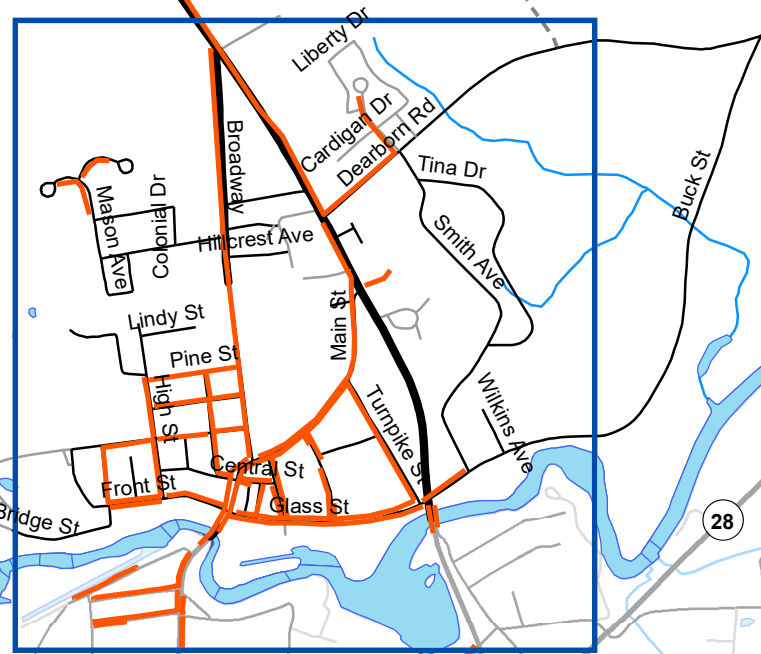 Liberty Dr
Cardigan Dr
Dearborn Rd
Broadway
Tina Dr
Buck St
Mason Ave
Colonial Dr
Hillcrest Ave
Smith Ave
Lindy St
Main St
Pine St
High St
Turnpike St
Wilkins Ave
Central St
Front St
Glass St
Bridge St
28